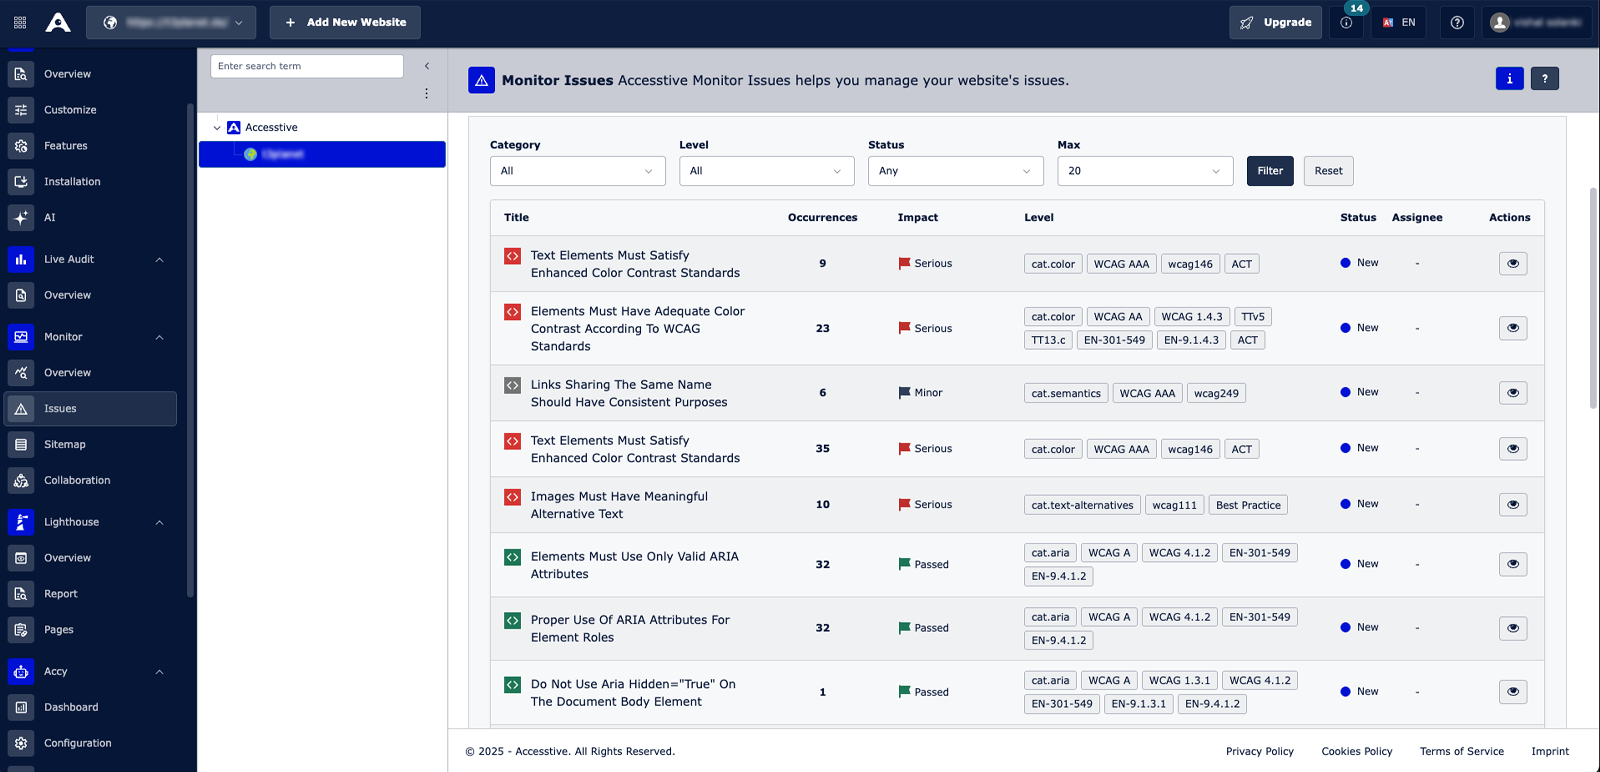 Add New Website
Upgrade
14
EN
Overview
Customize
Features
Installation
AI
Live Audit
Overview
Monitor
Overview
Issues
Sitemap
Collaboration
Lighthouse
Overview
Report
Pages
Accy
Dashboard
Configuration
Enter search term
Accesstive
Monitor Issues Accesstive Monitor Issues helps you manage your website's issues.
i ?
Category Level Status Max
All All Any 20 Filter Reset
Title Occurrences Impact Level Status Assignee Actions
Text Elements Must Satisfy
Enhanced Color Contrast Standards
9 Serious cat.color WCAG AAA wcag146 ACT New -
Elements Must Have Adequate Color
Contrast According To WCAG
Standards
23 Serious cat.color WCAG AA WCAG 1.4.3 TTv5
TT13.c EN-301-549 EN-9.1.4.3 ACT
New -
Links Sharing The Same Name
Should Have Consistent Purposes
6 Minor cat.semantics WCAG AAA wcag249 New -
Text Elements Must Satisfy
Enhanced Color Contrast Standards
35 Serious cat.color WCAG AAA wcag146 ACT New -
Images Must Have Meaningful
Alternative Text
10 Serious cat.text-alternatives wcag111 Best Practice New -
Elements Must Use Only Valid ARIA
Attributes
32 Passed cat.aria WCAG A WCAG 4.1.2 EN-301-549
EN-9.4.1.2
New -
Proper Use Of ARIA Attributes For
Element Roles
32 Passed cat.aria WCAG A WCAG 4.1.2 EN-301-549
EN-9.4.1.2
New -
Do Not Use Aria Hidden="True" On
The Document Body Element
1 Passed cat.aria WCAG A WCAG 1.3.1 WCAG 4.1.2
EN-301-549 EN-9.1.3.1 EN-9.4.1.2
New -
© 2025 - Accesstive. All Rights Reserved.
Privacy Policy Cookies Policy Terms of Service Imprint